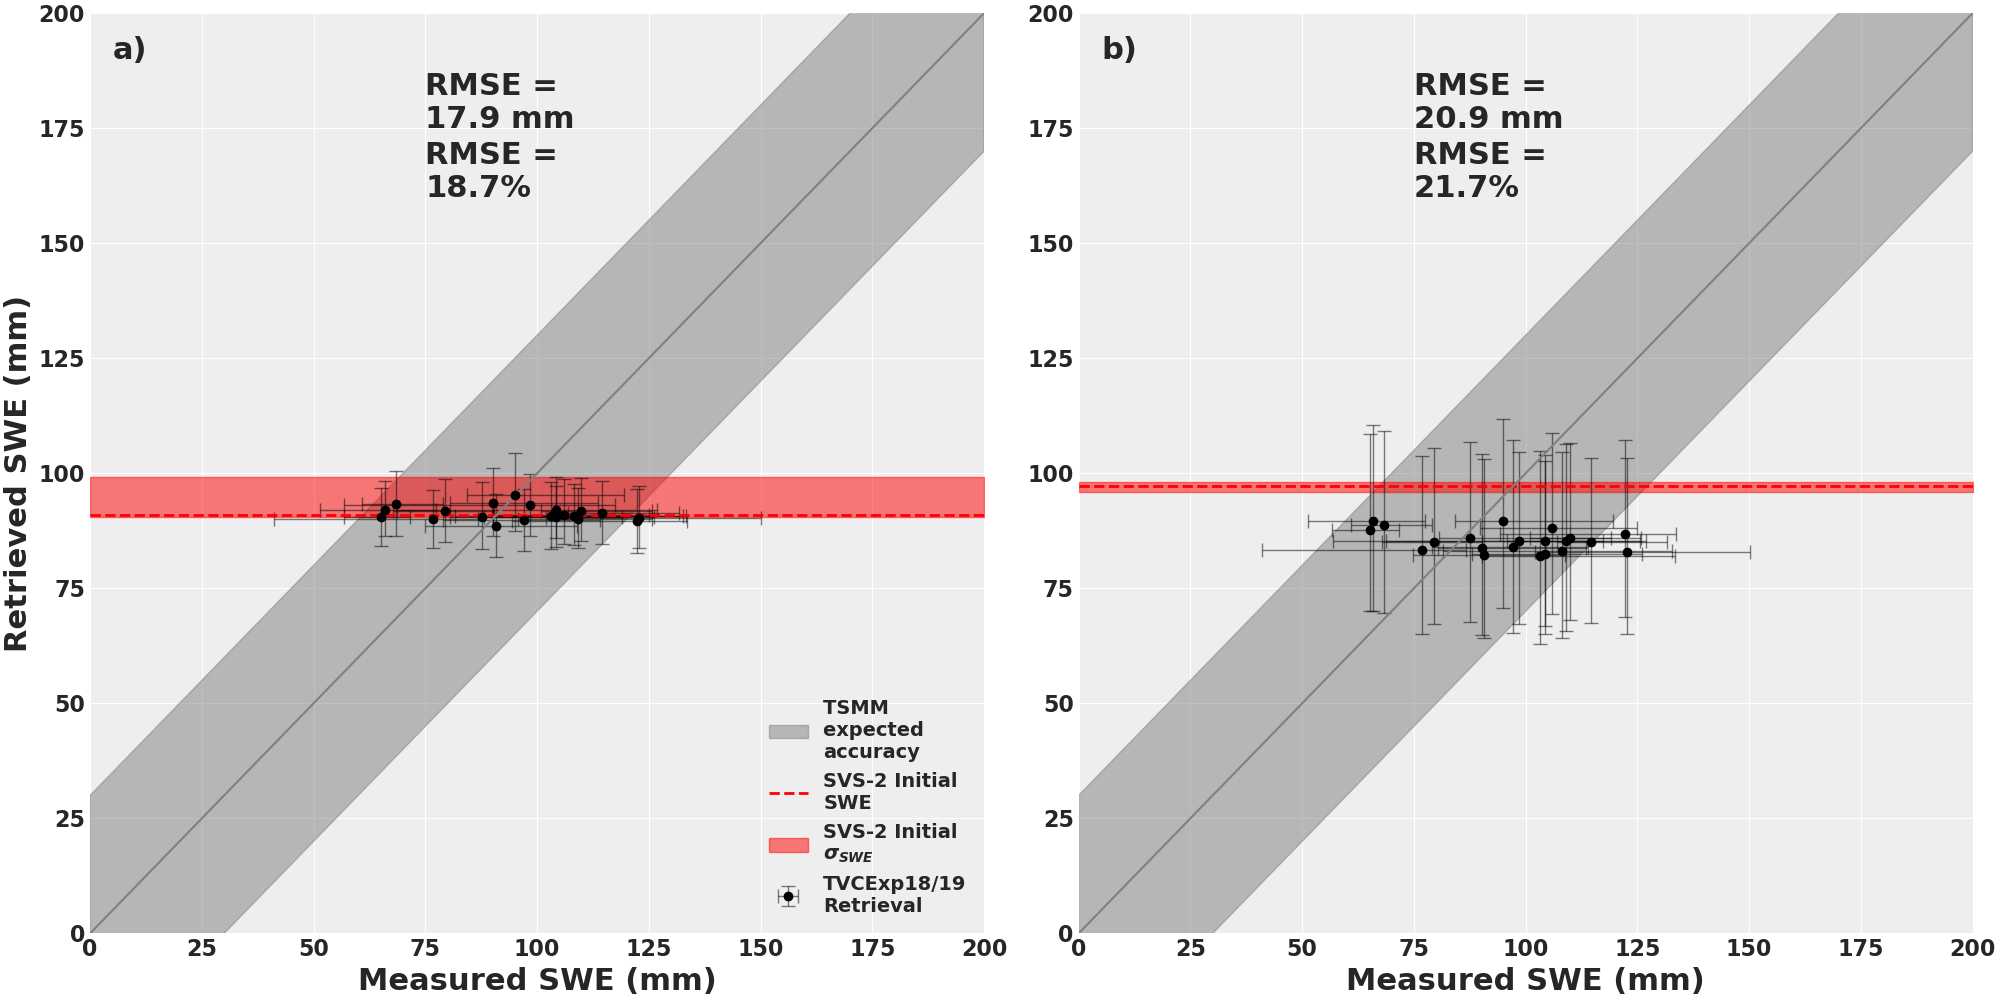 a)
RMSE =
17.9 mm
RMSE =
18.7%
200
175
150
125
100
75
50
25
0
Retrieved SWE (mm)
0 25 50 75 100 125 150 175 200
Measured SWE (mm)
TSMM
expected
accuracy
SVS-2 Initial
SWE
SVS-2 Initial
σSWE
TVCExp18/19
Retrieval
b)
RMSE =
20.9 mm
RMSE =
21.7%
200
175
150
125
100
75
50
25
0
0 25 50 75 100 125 150 175 200
Measured SWE (mm)